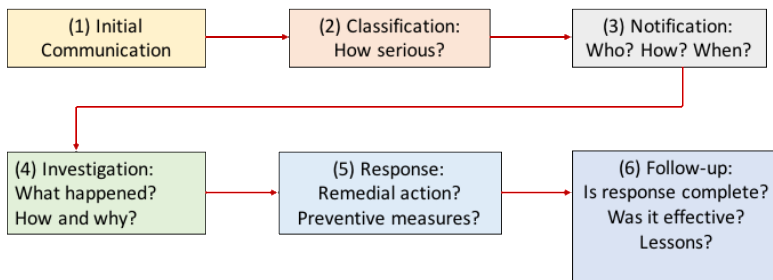 (1) Initial
Communication
(2) Classification:
How serious?
(3) Notification:
Who? How? When?
(4) Investigation:
What happened?
How and why?
(5) Response:
Remedial action?
Preventive measures?
(6) Follow-up:
Is response complete?
Was it effective?
Lessons?